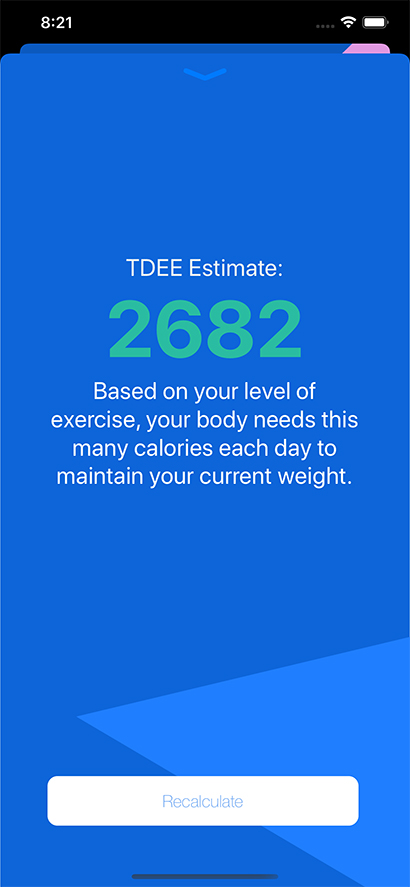 8:21
TDEE Estimate:
2682
Based on your level of
exercise, your body needs this
many calories each day to
maintain your current weight.
Recalculate